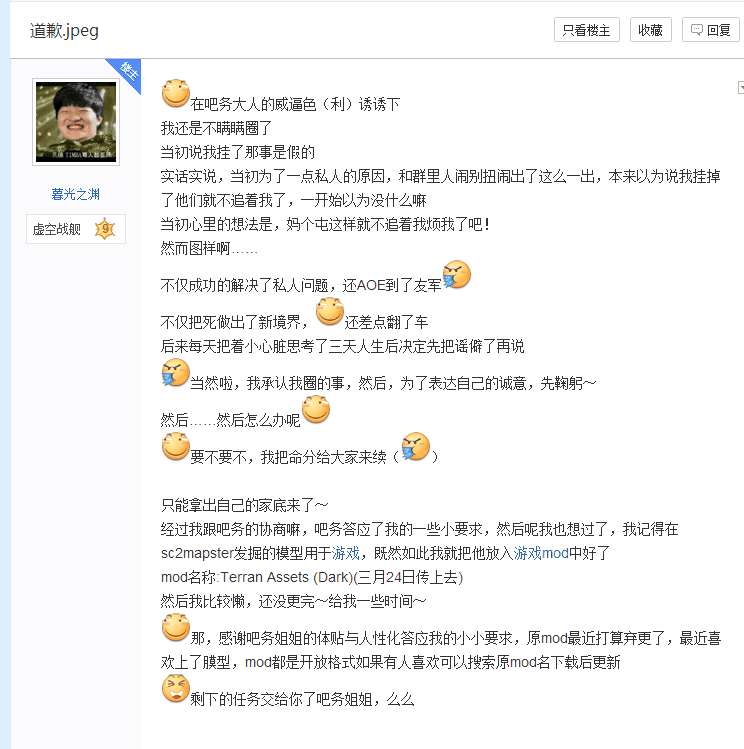 道歉.jpeg
只看楼主
收藏
回复
楼主
暮光之渊
虚空战舰
9
在吧务大人的威逼色（利）诱诱下
我还是不瞒瞒圈了
当初说我挂了那事是假的
实话实说，当初为了一点私人的原因，和群里人闹别扭闹出了这么一出，本来以为说我挂掉
了他们就不追着我了，一开始以为没什么嘛
当初心里的想法是，妈个屯这样就不追着我烦我了吧！
然而图样啊……
不仅成功的解决了私人问题，还AOE到了友军
不仅把死做出了新境界，还差点翻了车
后来每天把着小心脏思考了三天人生后决定先把谣僻了再说
当然啦，我承认我圈的事，然后，为了表达自己的诚意，先鞠躬～
然后……然后怎么办呢
要不要不，我把命分给大家来续（）
只能拿出自己的家底来了～
经过我跟吧务的协商嘛，吧务答应了我的一些小要求，然后呢我也想过了，我记得在
sc2mapster发掘的模型用于游戏，既然如此我就把他放入游戏mod中好了
mod名称:Terran Assets (Dark)(三月24日传上去)
然后我比较懒，还没更完～给我一些时间～
那，感谢吧务姐姐的体贴与人性化答应我的小小要求，原mod最近打算弃更了，最近喜
欢上了膜型，mod都是开放格式如果有人喜欢可以搜索原mod名下载后更新
剩下的任务交给你了吧务姐姐，么么